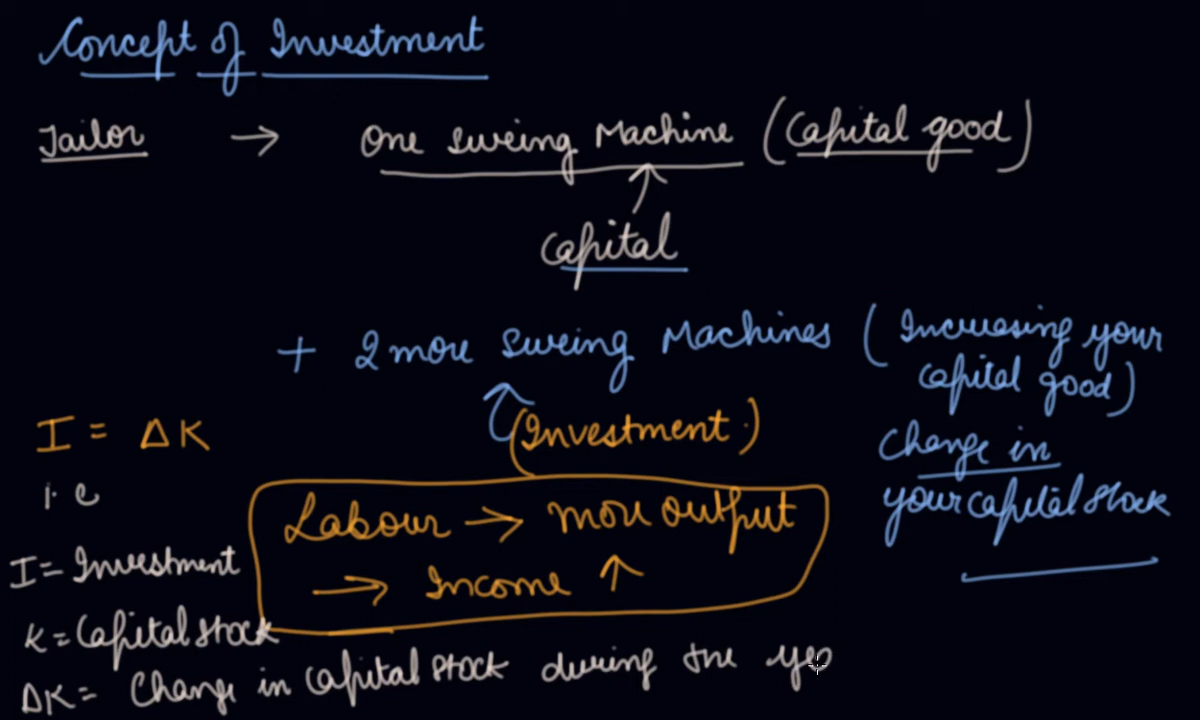 Concept of Investment
Tailor → One Sweing Machine (Capital good)
Capital
+ 2 more Sweing Machines (Increasing your
capital good)
(Investment)
Change in
your capital stock
I = ΔK
i.e
Labour → more output
→ Income ↑
I = Investment
K = Capital stock
ΔK = Change in capital stock during the